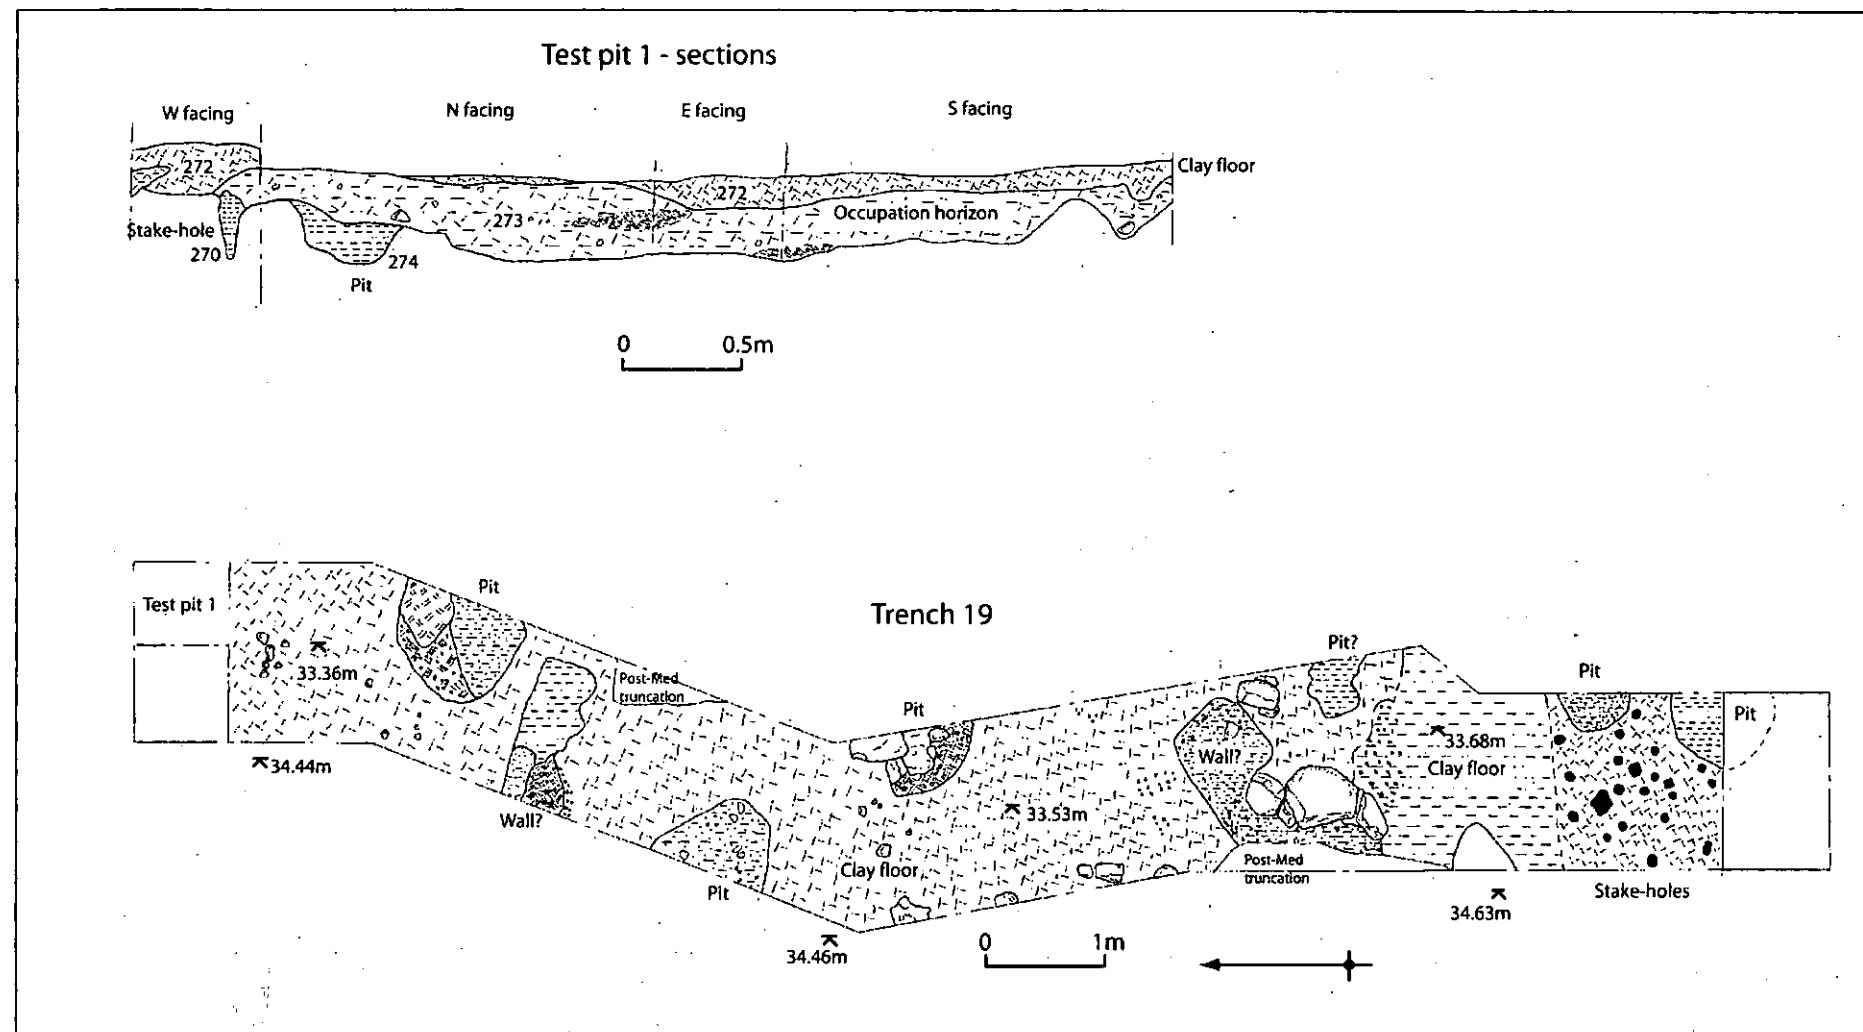 Test pit 1 - sections
W facing
N facing
E facing
S facing
272
272
Clay floor
273
Occupation horizon
Stake-hole
270
274
Pit
0 0.5m
Trench 19
Test pit 1
Pit
33.36m
Post-Med
truncation
34.44m
Wall?
Pit
Pit
Clay floor
33.53m
34.46m
Pit?
Wall?
33.68m
Clay floor
Pit
Pit
Post-Med
truncation
34.63m
Stake-holes
0 1m